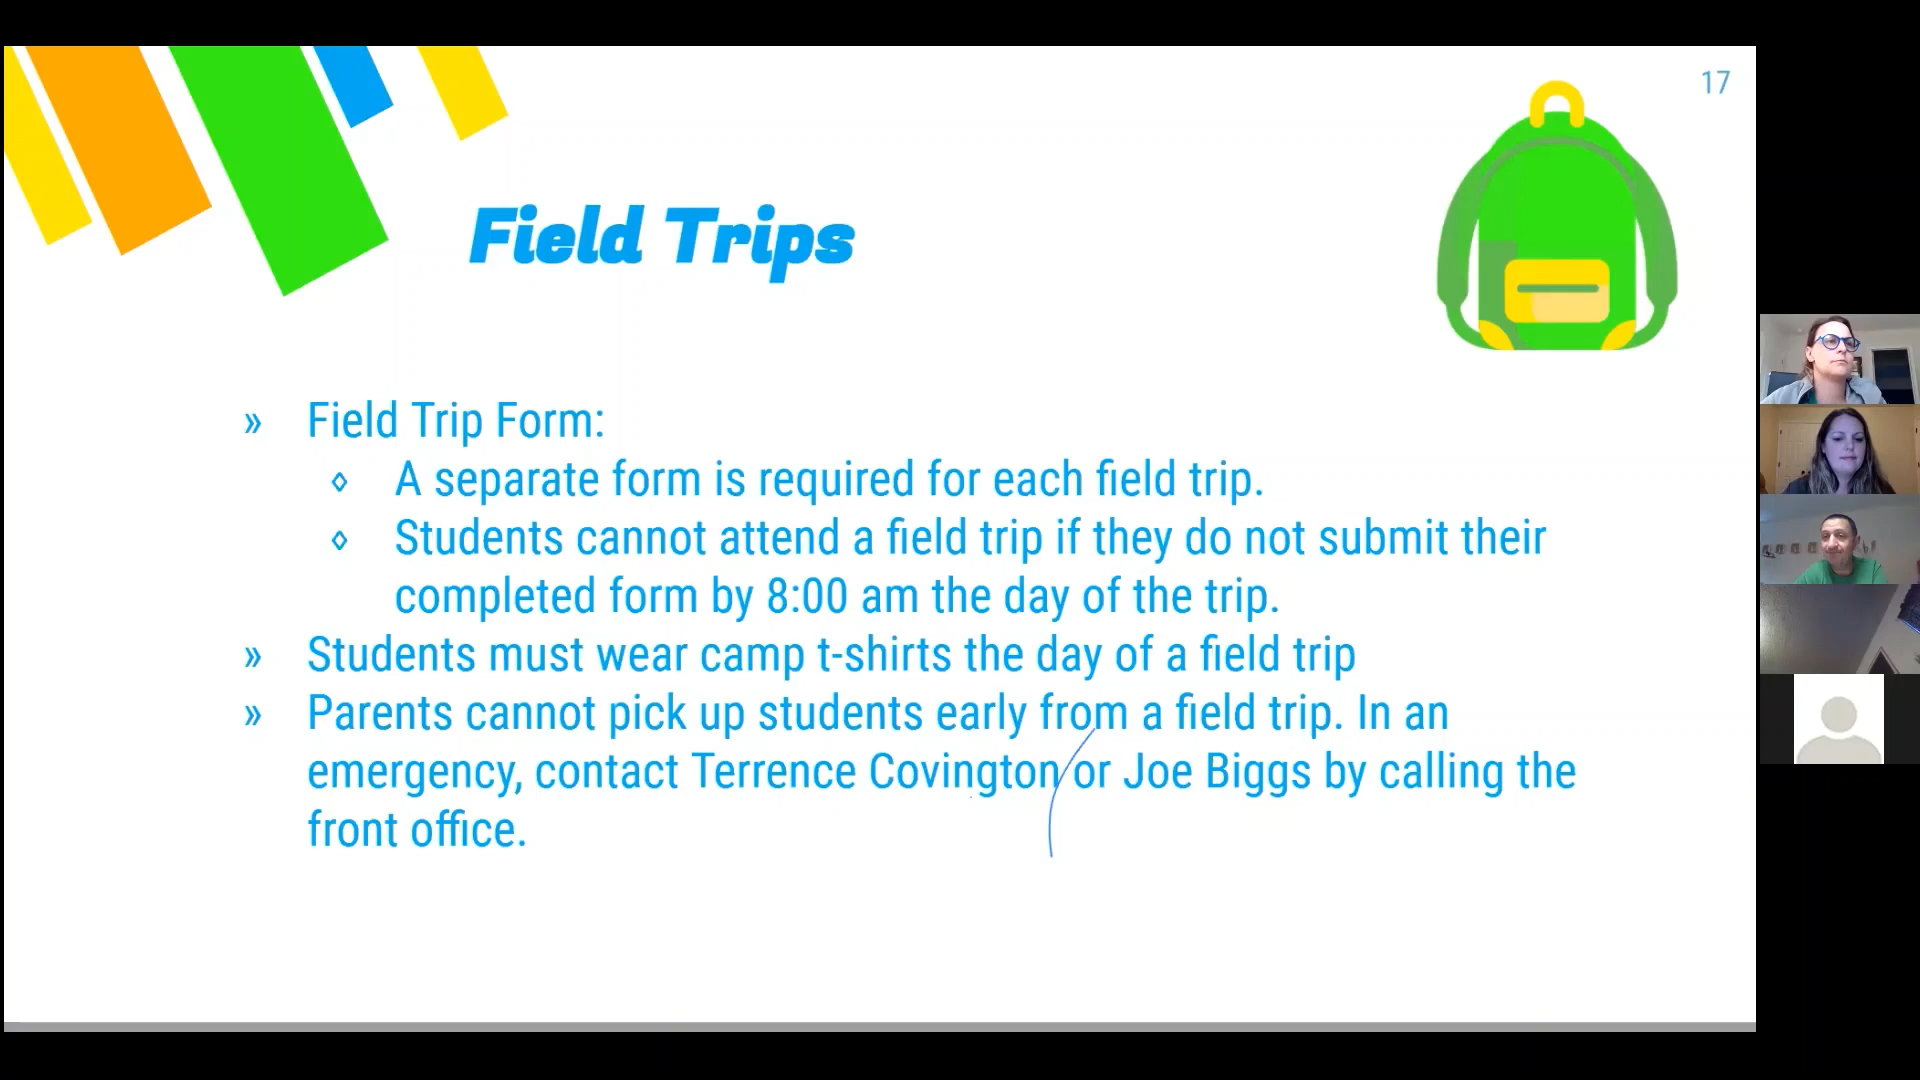 17
Field Trips
» Field Trip Form:
⬨ A separate form is required for each field trip.
⬨ Students cannot attend a field trip if they do not submit their
completed form by 8:00 am the day of the trip.
» Students must wear camp t-shirts the day of a field trip
» Parents cannot pick up students early from a field trip. In an
emergency, contact Terrence Covington or Joe Biggs by calling the
front office.